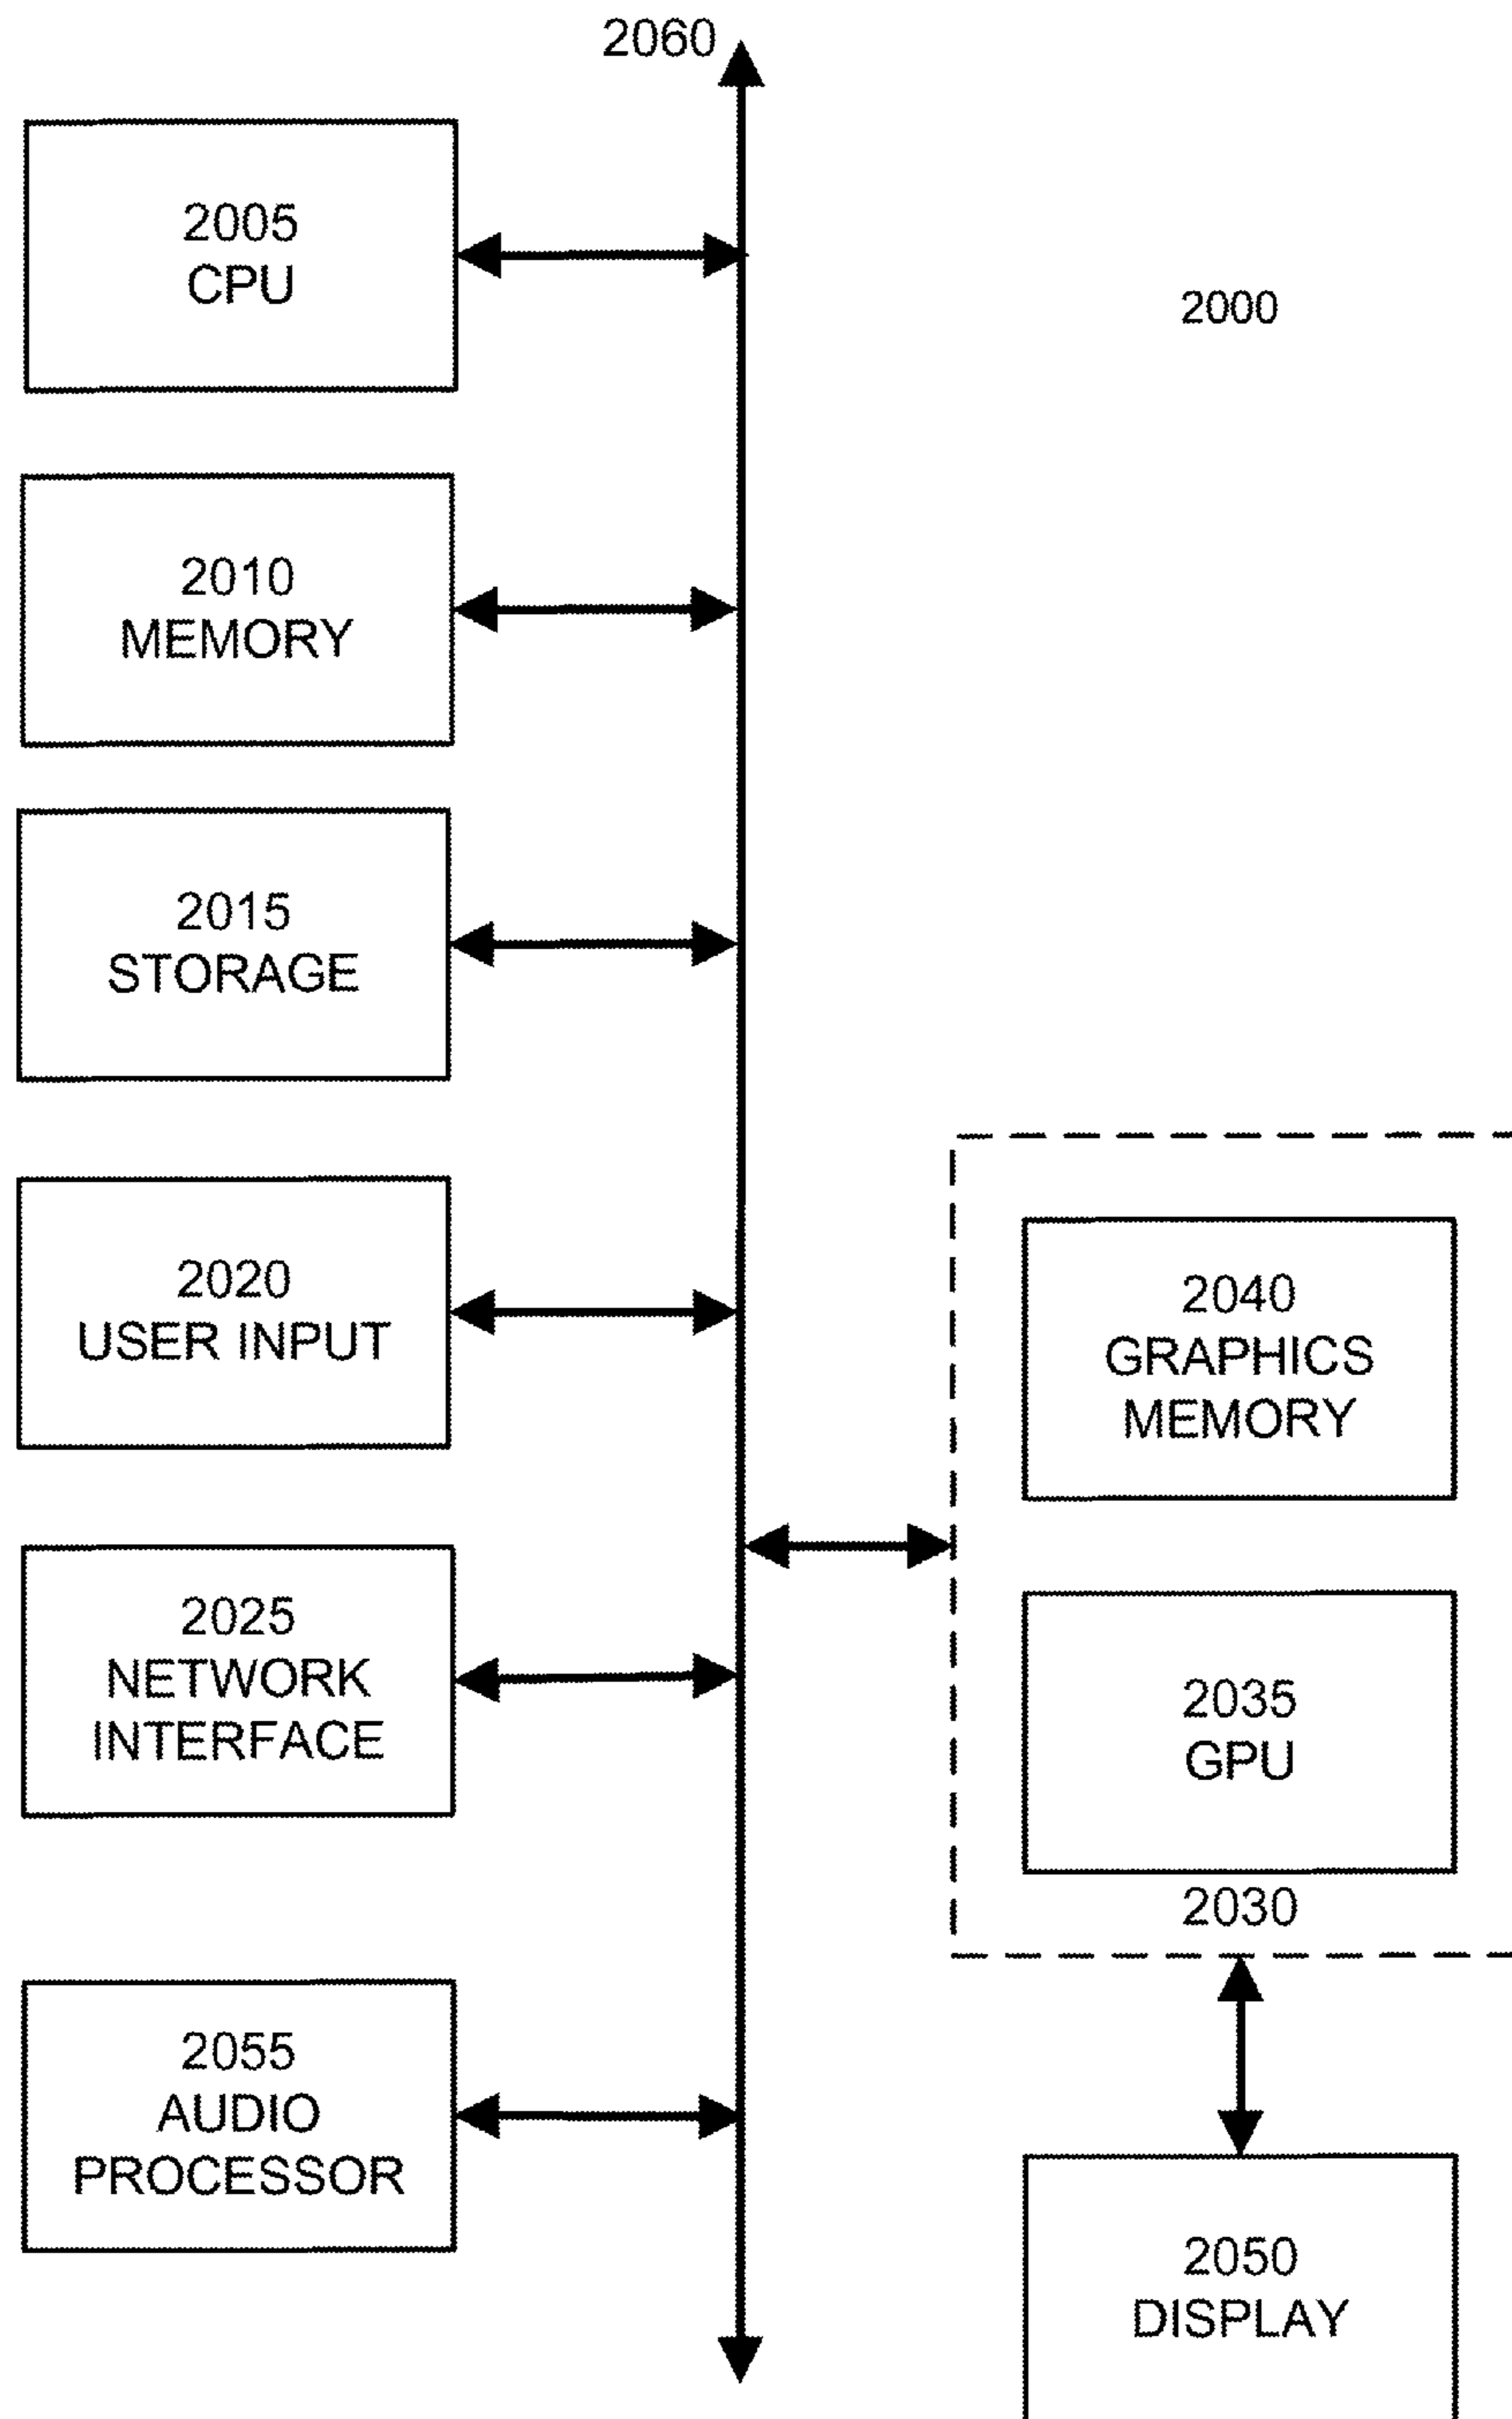 2060
2005
CPU
2000
2010
MEMORY
2015
STORAGE
2020
USER INPUT
2040
GRAPHICS
MEMORY
2025
NETWORK
INTERFACE
2035
GPU
2030
2055
AUDIO
PROCESSOR
2050
DISPLAY